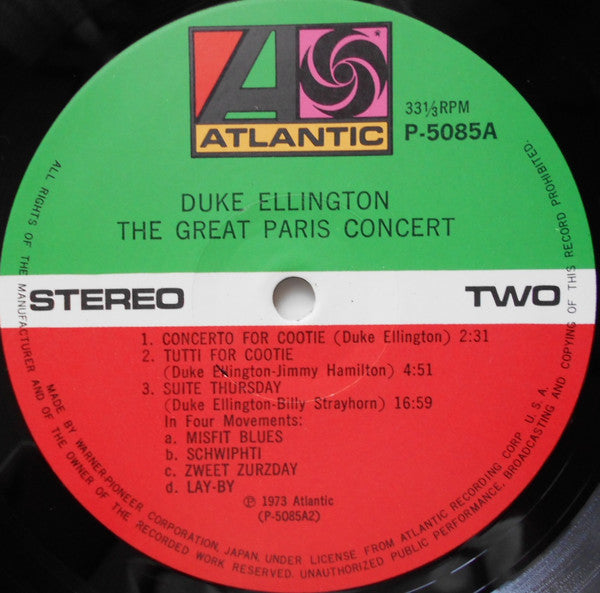 ATLANTIC
33⅓RPM
P-5085A
DUKE ELLINGTON
THE GREAT PARIS CONCERT
STEREO
TWO
1. CONCERTO FOR COOTIE (Duke Ellington) 2:31
2. TUTTI FOR COOTIE
(Duke Ellington-Jimmy Hamilton) 4:51
3. SUITE THURSDAY
(Duke Ellington-Billy Strayhorn) 16:59
In Four Movements:
a. MISFIT BLUES
b. SCHWIPHTI
c. ZWEET ZURZDAY
d. LAY-BY
Ⓟ 1973 Atlantic
(P-5085A2)
MADE BY WARNER-PIONEER CORPORATION, JAPAN, UNDER LICENSE FROM ATLANTIC RECORDING CORP. U. S. A.
ALL RIGHTS OF THE MANUFACTURER AND OF THE OWNER OF THE RECORDED WORK RESERVED. UNAUTHORIZED PUBLIC PERFORMANCE, BROADCASTING AND COPYING OF THIS RECORD PROHIBITED.